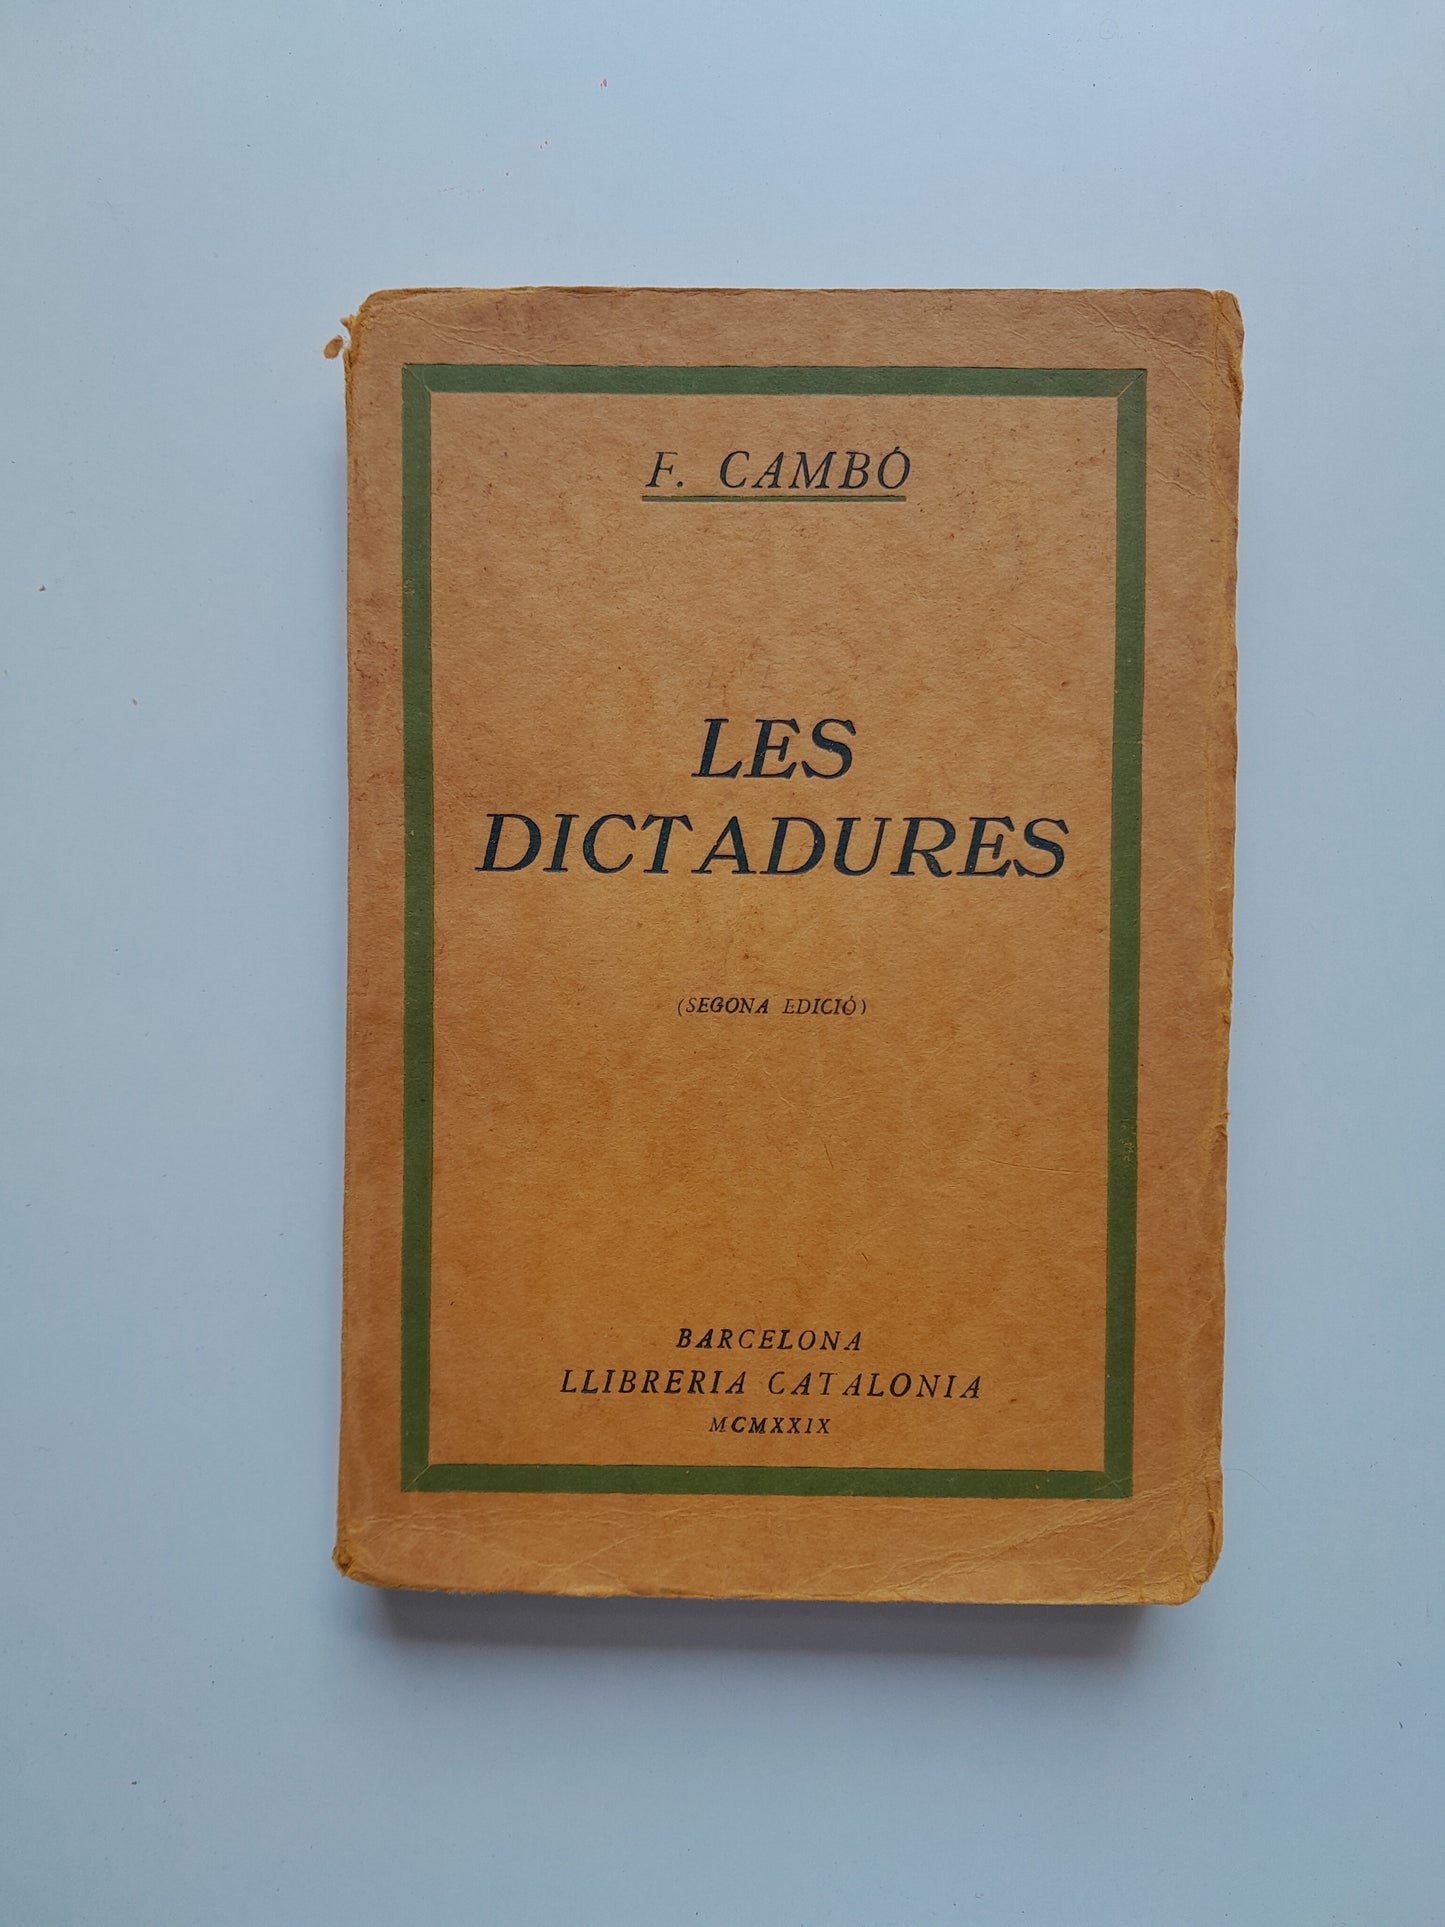 F. CAMBÓ
LES
DICTADURES
(SEGONA EDICIÓ)
BARCELONA
LLIBRERIA CATALONIA
MCMXXIX